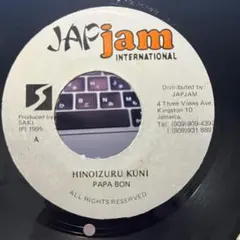 JAPjam
INTERNATIONAL
Produced by
SAKI
(P) 1995
A
Distributed by:
JAPJAM
4 Three Views Ave.
Kingston 10
Jamaica.
HINOIZURU KUNI
PAPA BON
ALL RIGHTS RESERVED